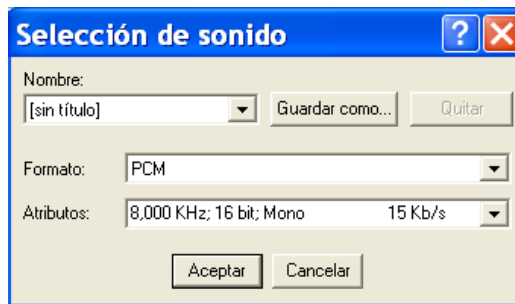 Selección de sonido ?
Nombre:
[sin título] Guardar como... Quitar
Formato: PCM
Atributos: 8,000 KHz; 16 bit; Mono 15 Kb/s
Aceptar Cancelar